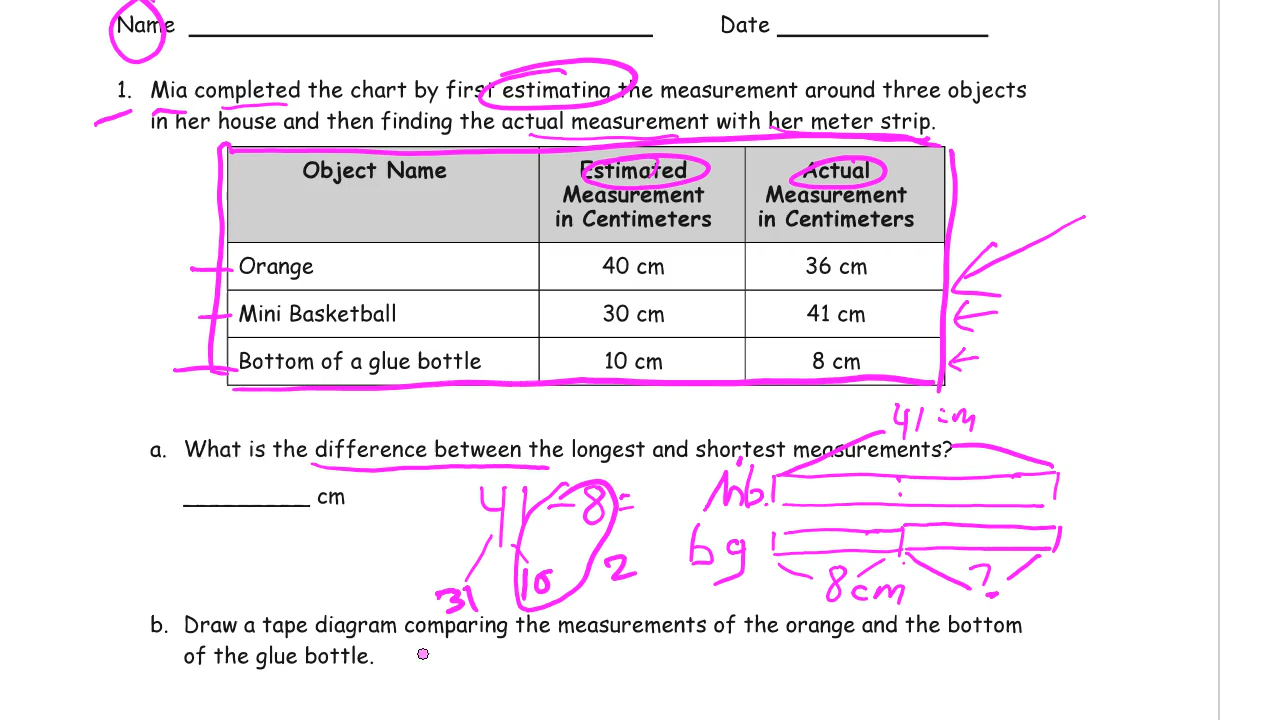 Name ____________ Date ____________
1. Mia completed the chart by first estimating the measurement around three objects
in her house and then finding the actual measurement with her meter strip.
Object Name Estimated Measurement in Centimeters Actual Measurement in Centimeters
Orange 40 cm 36 cm
Mini Basketball 30 cm 41 cm
Bottom of a glue bottle 10 cm 8 cm
41 cm
a. What is the difference between the longest and shortest measurements?
__________ cm
41 - 8 =
31 10 2
mb.
bg
8cm ?
b. Draw a tape diagram comparing the measurements of the orange and the bottom
of the glue bottle.